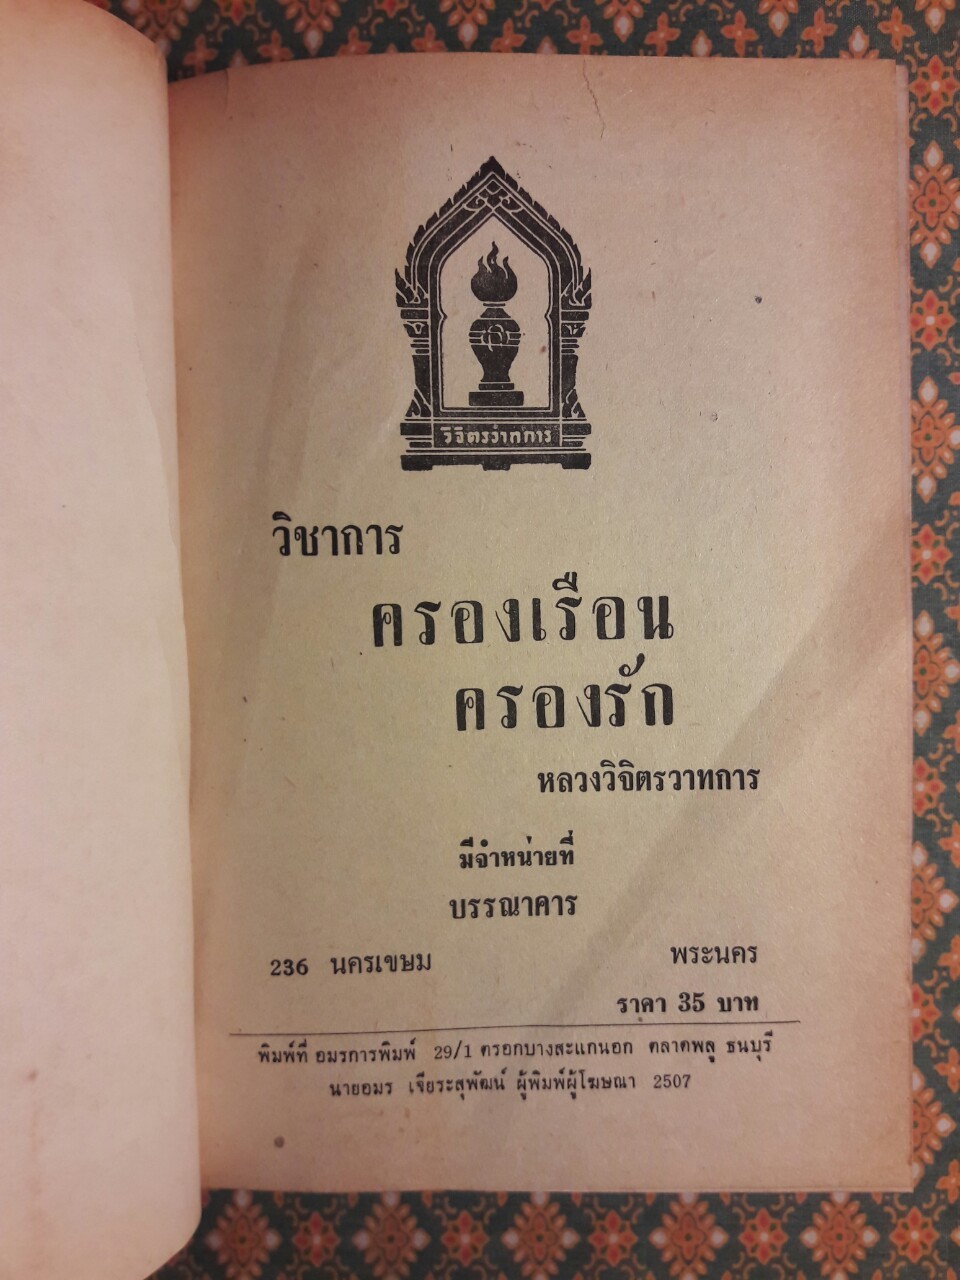 วิจิตรวาทการ
วิชาการ
ครองเรือน
ครองรัก
หลวงวิจิตรวาทการ
มีจำหน่ายที่
บรรณาคาร
236 นครเขษม พระนคร
ราคา 35 บาท
พิมพ์ที่ อมรการพิมพ์ 29/1 ตรอกบางสะแกนอก ตลาดพลู ธนบุรี
นายอมร เจียระสุพัฒน์ ผู้พิมพ์ผู้โฆษณา 2507